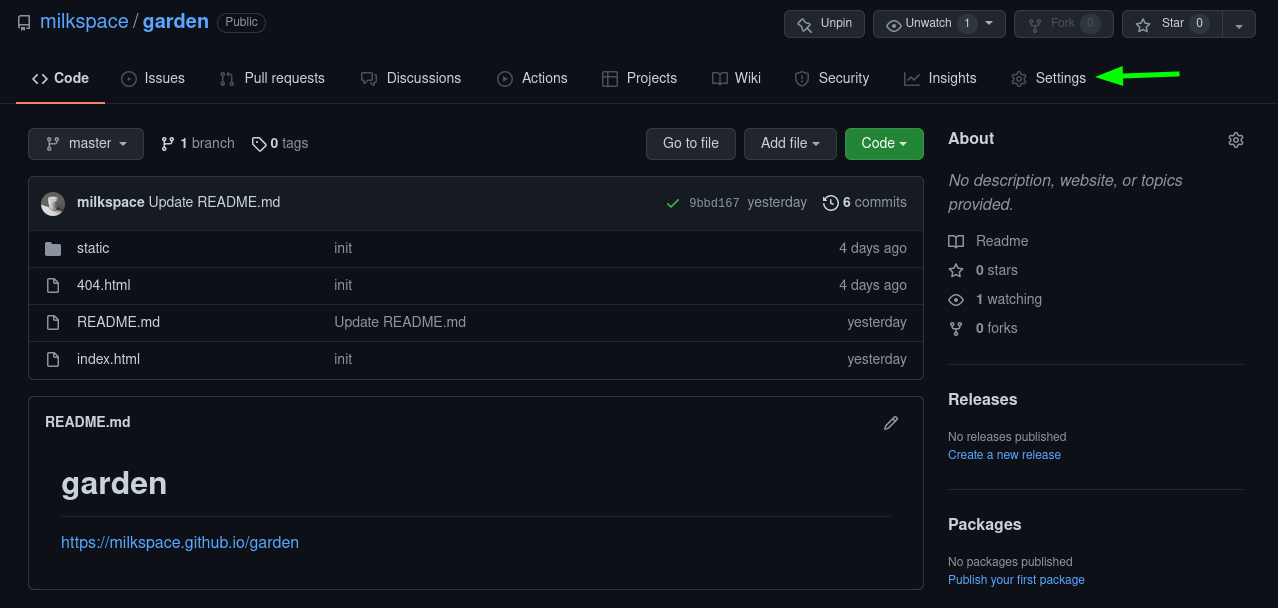 milkspace / garden Public
Unpin Unwatch 1 Fork 0 Star 0
Code Issues Pull requests Discussions Actions Projects Wiki Security Insights Settings
master 1 branch 0 tags Go to file Add file Code
milkspace Update README.md 9bbd167 yesterday 6 commits
static init 4 days ago
404.html init 4 days ago
README.md Update README.md yesterday
index.html init yesterday
README.md
garden
https://milkspace.github.io/garden
About
No description, website, or topics
provided.
Readme
0 stars
1 watching
0 forks
Releases
No releases published
Create a new release
Packages
No packages published
Publish your first package